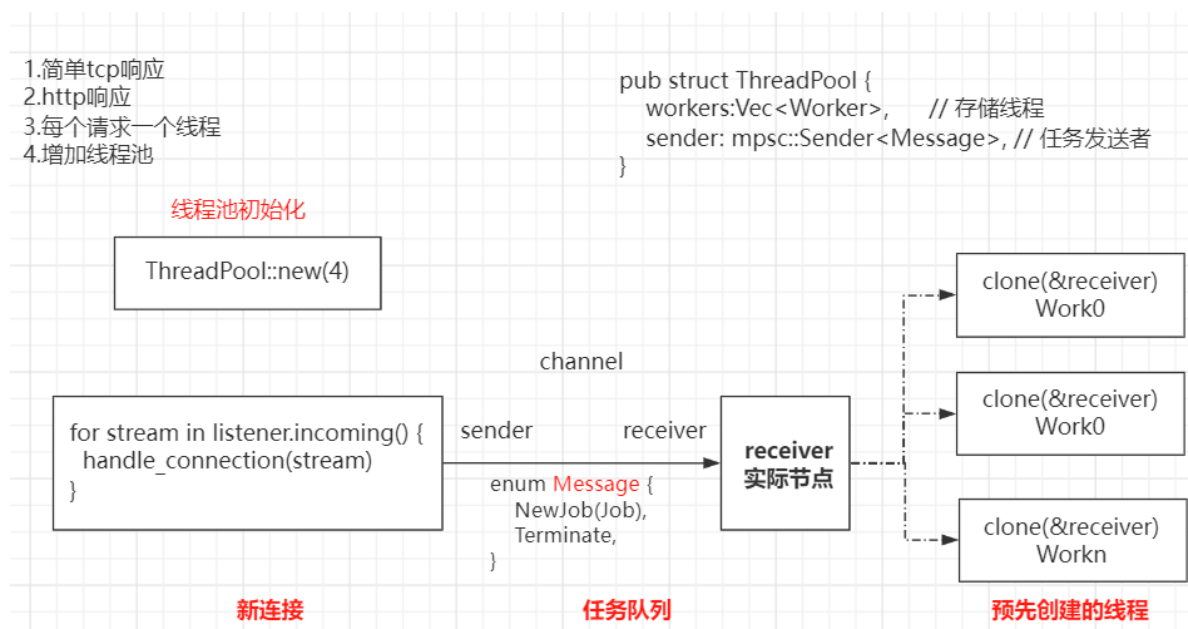 1.简单tcp响应
2.http响应
3.每个请求一个线程
4.增加线程池
pub struct ThreadPool {
workers:Vec<Worker>, // 存储线程
sender: mpsc::Sender<Message>, // 任务发送者
}
线程池初始化
ThreadPool::new(4)
channel
for stream in listener.incoming() {
handle_connection(stream)
}
sender
receiver
enum Message {
NewJob(Job),
Terminate,
}
receiver
实际节点
clone(&receiver)
Work0
clone(&receiver)
Work0
clone(&receiver)
Workn
新连接
任务队列
预先创建的线程